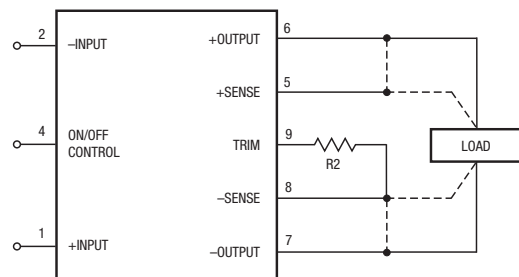 6
2
+OUTPUT
–INPUT
5
+SENSE
4
ON/OFF
CONTROL
9
TRIM
R2
LOAD
8
–SENSE
1
+INPUT
7
–OUTPUT